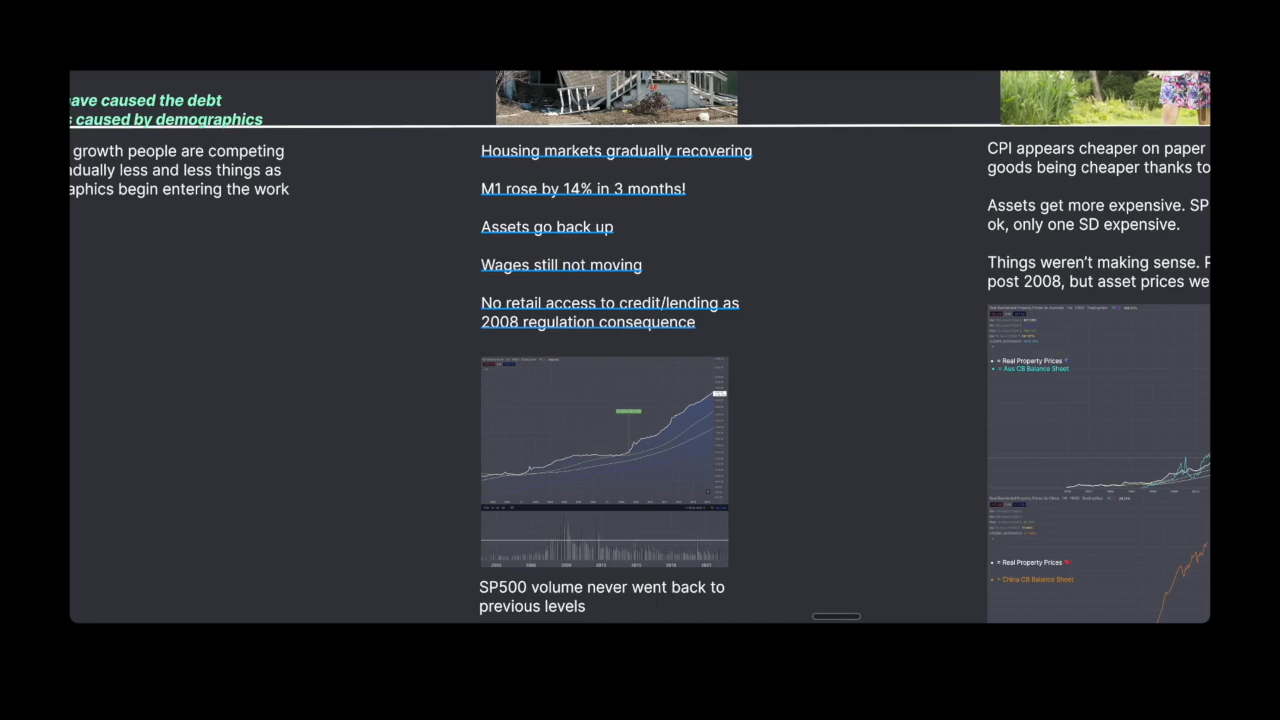 ave caused the debt
s caused by demographics
growth people are competing
dually less and less things as
aphics begin entering the work
Housing markets gradually recovering
M1 rose by 14% in 3 months!
Assets go back up
Wages still not moving
No retail access to credit/lending as
2008 regulation consequence
SP500 volume never went back to
previous levels
CPI appears cheaper on paper
goods being cheaper thanks to
Assets get more expensive. SP
ok, only one SD expensive.
Things weren’t making sense. P
post 2008, but asset prices we
= Real Property Prices
= Aus CB Balance Sheet
= Real Property Prices
= China CB Balance Sheet